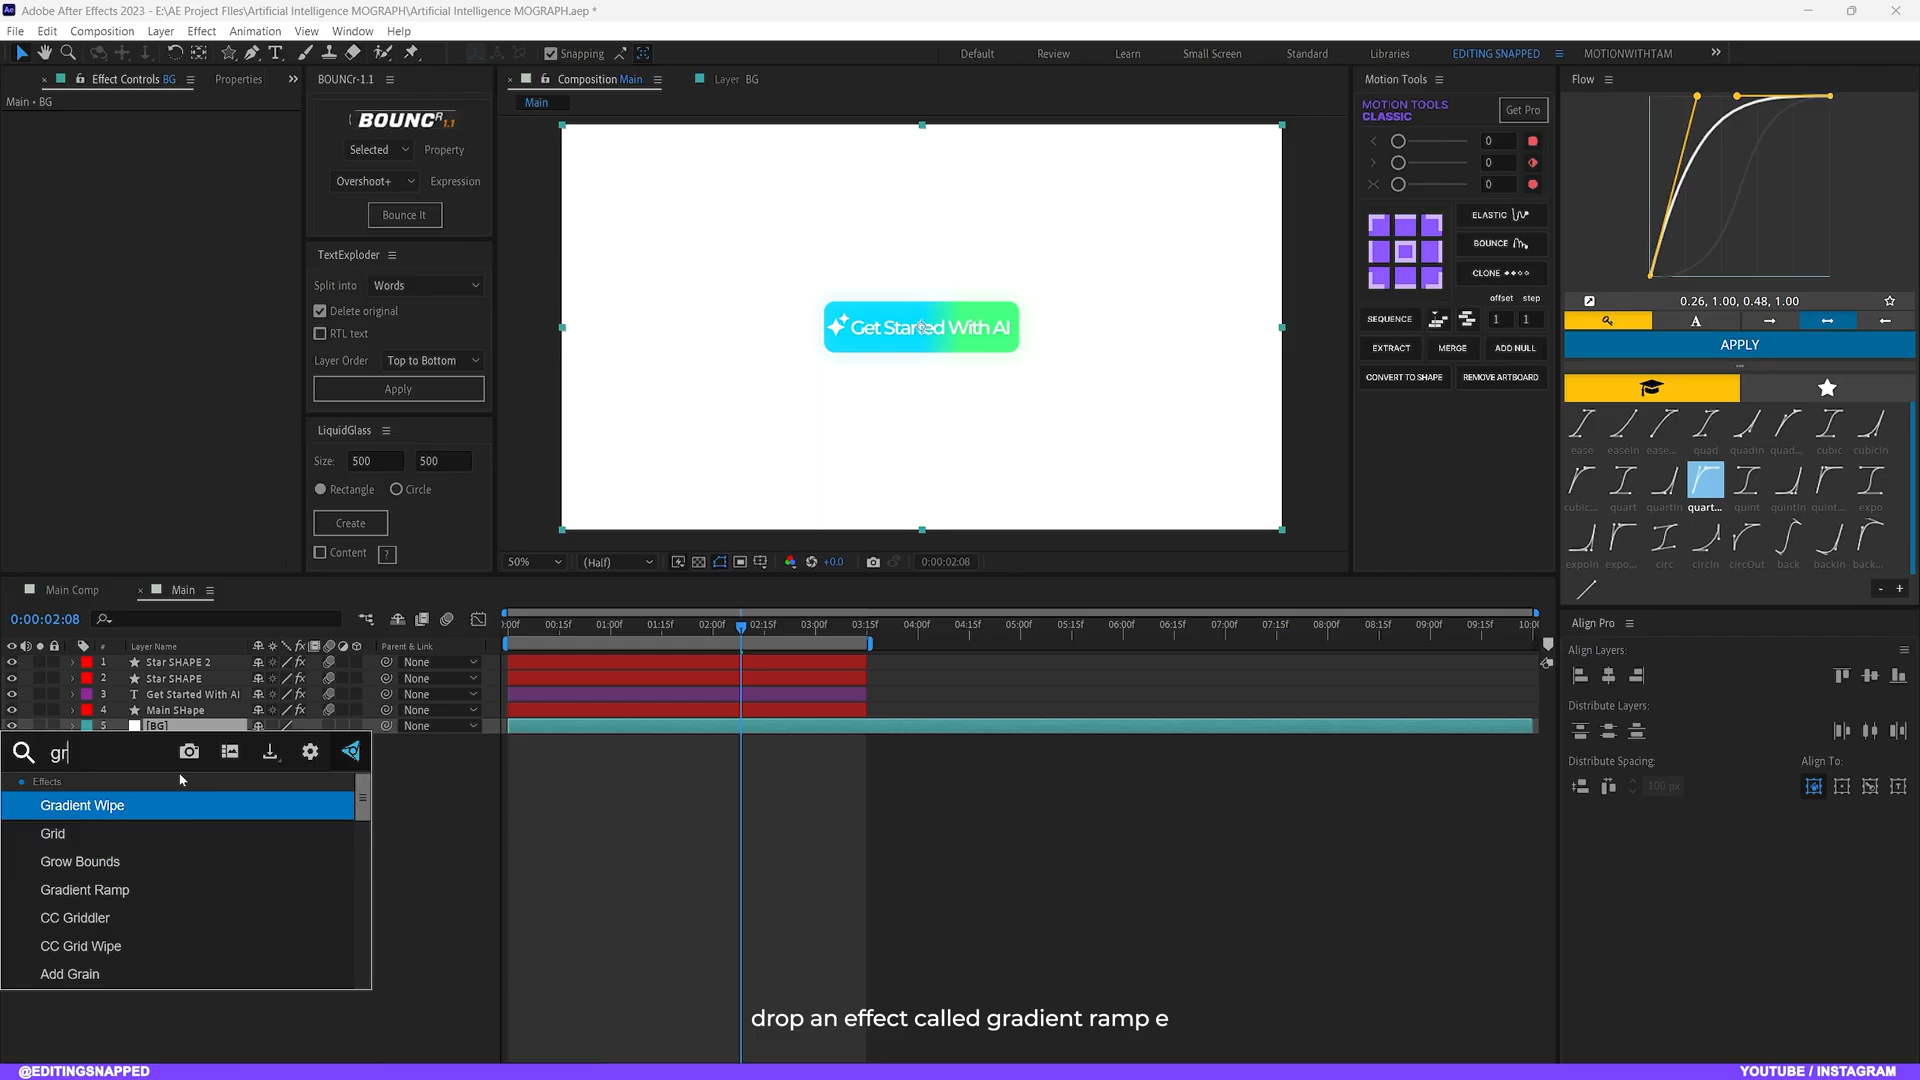 Adobe After Effects 2023 - E:\AE Project FIles\Artificial Intelligence MOGRAPH\Artificial Intelligence MOGRAPH.aep *
File Edit Composition Layer Effect Animation View Window Help
Snapping
Default Review Learn Small Screen Standard Libraries EDITING SNAPPED MOTIONWITHTAM
Effect Controls BG Properties
Main • BG
BOUNCr-1.1
BOUNCR 1.1
Selected Property
Overshoot+ Expression
Bounce It
TextExploder
Split into Words
Delete original
RTL text
Layer Order Top to Bottom
Apply
LiquidGlass
Size: 500 500
Rectangle Circle
Create
Content ?
Composition Main Layer BG
Main
Get Started With AI
50% (Half) +0.0 0:00:02:08
Motion Tools
MOTION TOOLS
CLASSIC
Get Pro
0
0
0
ELASTIC
BOUNCE
CLONE
offset step
SEQUENCE 1 1
EXTRACT MERGE ADD NULL
CONVERT TO SHAPE REMOVE ARTBOARD
Flow
0.26, 1.00, 0.48, 1.00
A
APPLY
ease easeIn ease... quad quadIn quad... cubic cubicIn
cubic... quart quartIn quart... quint quintIn quint... expo
expoIn expo... circ circIn circOut back backIn back...
- +
Align Pro
Align Layers:
Distribute Layers:
Distribute Spacing: Align To:
100 px
Main Comp Main
0:00:02:08
:00f 00:15f 01:00f 01:15f 02:00f 02:15f 03:00f 03:15f 04:00f 04:15f 05:00f 05:15f 06:00f 06:15f 07:00f 07:15f 08:00f 08:15f 09:00f 09:15f 10:00
# Layer Name fx Parent & Link
1 Star SHAPE 2 fx None
2 Star SHAPE fx None
3 T Get Started With AI fx None
4 Main SHape fx None
5 [BG] None
gr
Effects
Gradient Wipe
Grid
Grow Bounds
Gradient Ramp
CC Griddler
CC Grid Wipe
Add Grain
drop an effect called gradient ramp e
@EDITINGSNAPPED YOUTUBE / INSTAGRAM